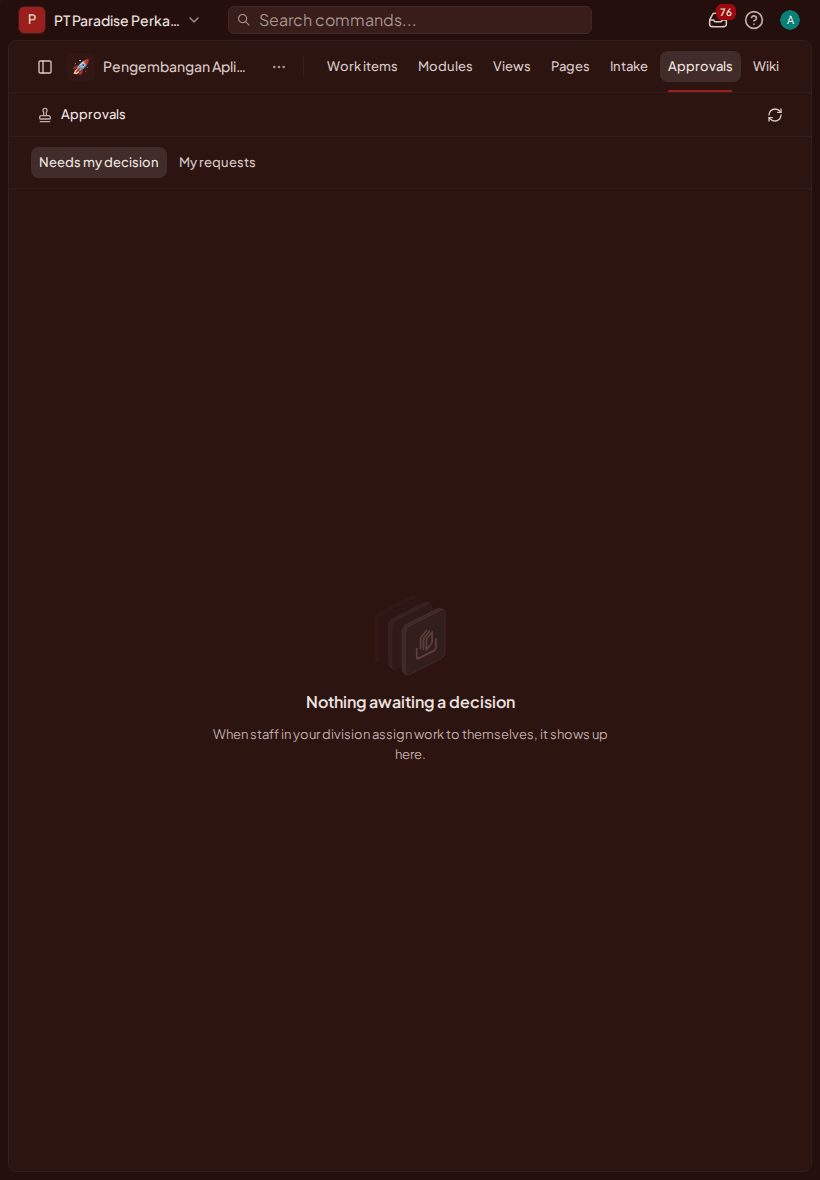 P
PT Paradise Perka...
Search commands...
76
A
Pengembangan Apli...
Work items
Modules
Views
Pages
Intake
Approvals
Wiki
Approvals
Needs my decision
My requests
Nothing awaiting a decision
When staff in your division assign work to themselves, it shows up
here.